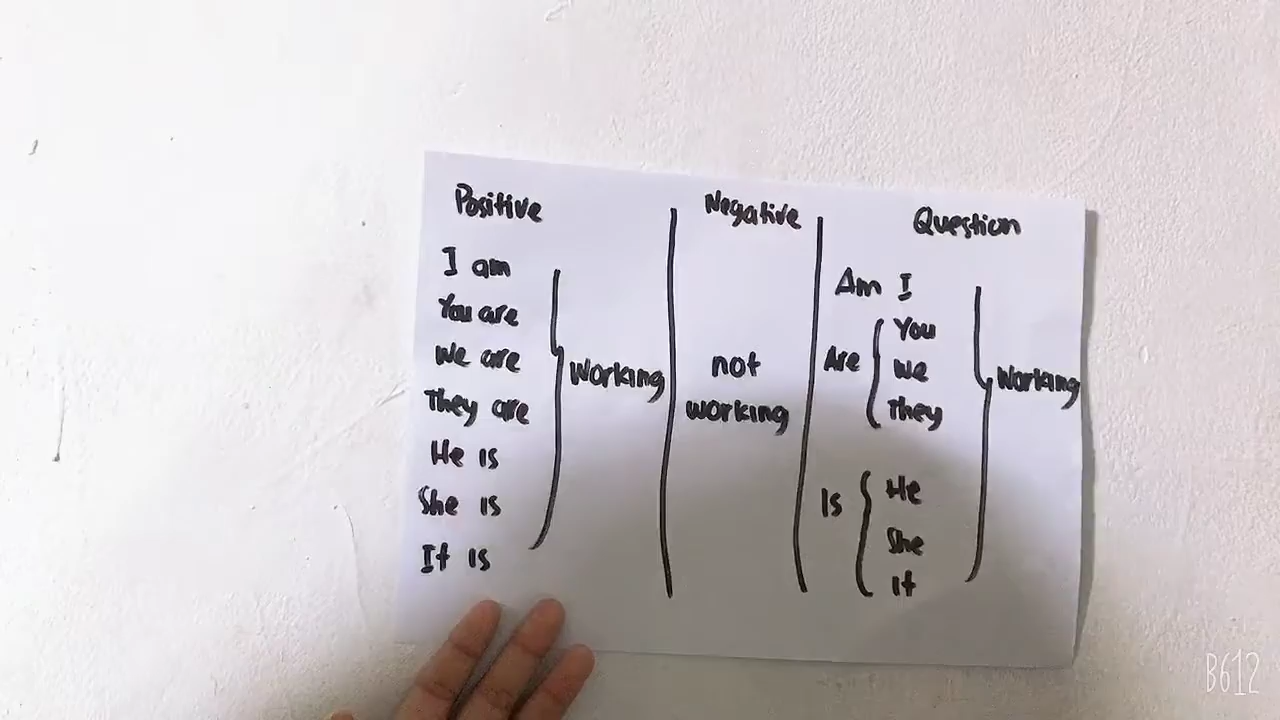 Positive
I am
You are
We are
They are
He is
She is
It is
Working
Negative
not
working
Question
Am I
Are
You
We
They
Is
He
She
it
Working
B612